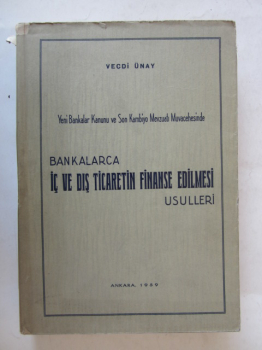 VECDİ ÜNAY
Yeni Bankalar Kanunu ve Son Kambiyo Mevzuatı Muvacehesinde
BANKALARCA
İÇ VE DIŞ TİCARETİN FİNANSE EDİLMESİ
USULLERİ
ANKARA, 1959